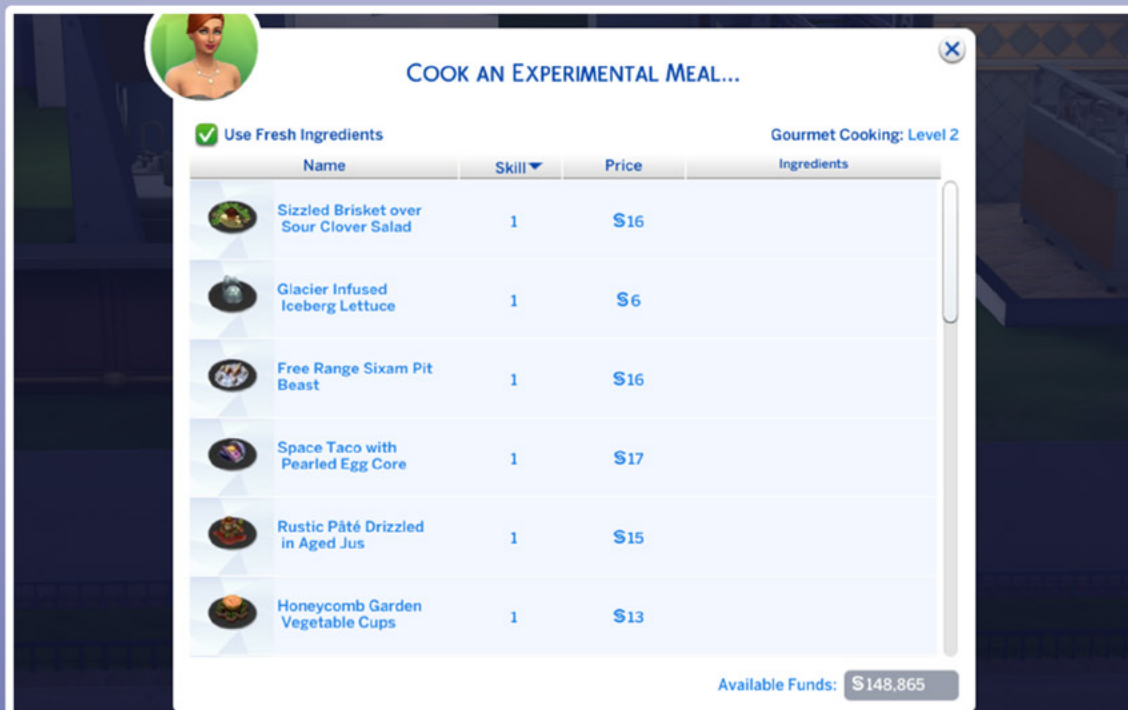 COOK AN EXPERIMENTAL MEAL...
Use Fresh Ingredients
Gourmet Cooking: Level 2
Name Skill Price Ingredients
Sizzled Brisket over
Sour Clover Salad
1 §16
Glacier Infused
Iceberg Lettuce
1 §6
Free Range Sixam Pit
Beast
1 §16
Space Taco with
Pearled Egg Core
1 §17
Rustic Pâté Drizzled
in Aged Jus
1 §15
Honeycomb Garden
Vegetable Cups
1 §13
Available Funds: §148,865